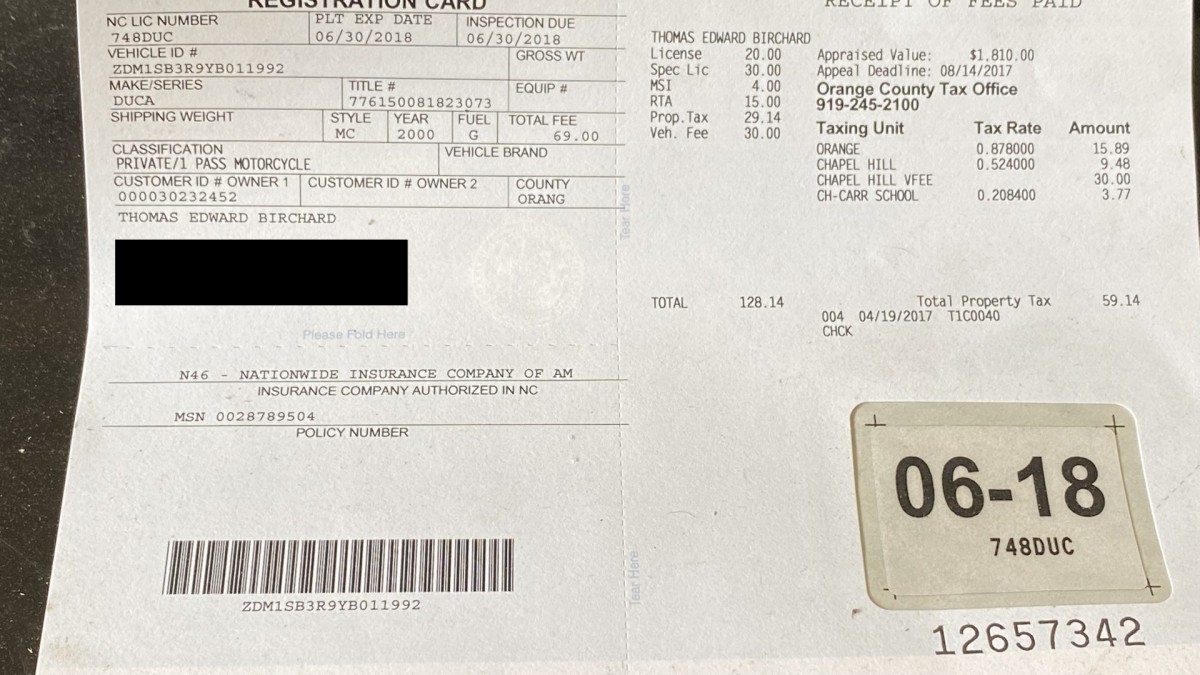 REGISTRATION CARD
NC LIC NUMBER PLT EXP DATE INSPECTION DUE
748DUC 06/30/2018 06/30/2018
VEHICLE ID # GROSS WT
ZDM1SB3R9YB011992
MAKE/SERIES TITLE # EQUIP #
DUCA 776150081823073
SHIPPING WEIGHT STYLE YEAR FUEL TOTAL FEE
MC 2000 G 69.00
CLASSIFICATION VEHICLE BRAND
PRIVATE/1 PASS MOTORCYCLE
CUSTOMER ID # OWNER 1 CUSTOMER ID # OWNER 2 COUNTY
000030232452 ORANG
THOMAS EDWARD BIRCHARD
Please Fold Here
N46 - NATIONWIDE INSURANCE COMPANY OF AM
INSURANCE COMPANY AUTHORIZED IN NC
MSN 0028789504
POLICY NUMBER
ZDM1SB3R9YB011992
Tear Here
Tear Here
RECEIPT OF FEES PAID
THOMAS EDWARD BIRCHARD
License 20.00 Appraised Value: $1,810.00
Spec Lic 30.00 Appeal Deadline: 08/14/2017
MSI 4.00 Orange County Tax Office
RTA 15.00 919-245-2100
Prop.Tax 29.14
Veh. Fee 30.00 Taxing Unit Tax Rate Amount
ORANGE 0.878000 15.89
CHAPEL HILL 0.524000 9.48
CHAPEL HILL VFEE 30.00
CH-CARR SCHOOL 0.208400 3.77
TOTAL 128.14 Total Property Tax 59.14
004 04/19/2017 T1C0040
CHCK
06-18
748DUC
12657342